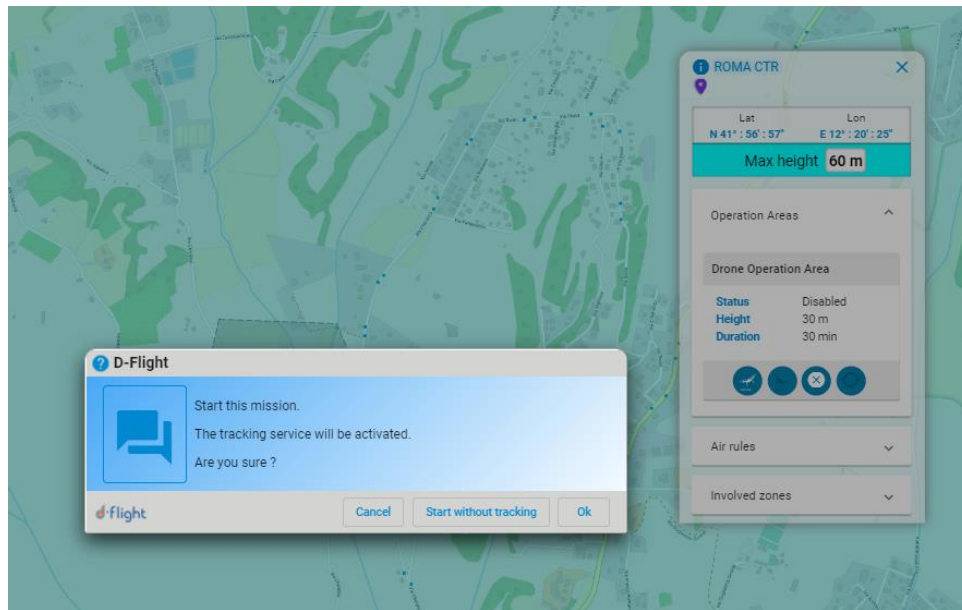 ROMA CTR
Lat Lon
N 41° : 56' : 57" E 12° : 20' : 25"
Max height 60 m
Operation Areas
Drone Operation Area
Status Disabled
Height 30 m
Duration 30 min
Air rules
Involved zones
D-Flight
Start this mission.
The tracking service will be activated.
Are you sure ?
d-flight
Cancel Start without tracking Ok